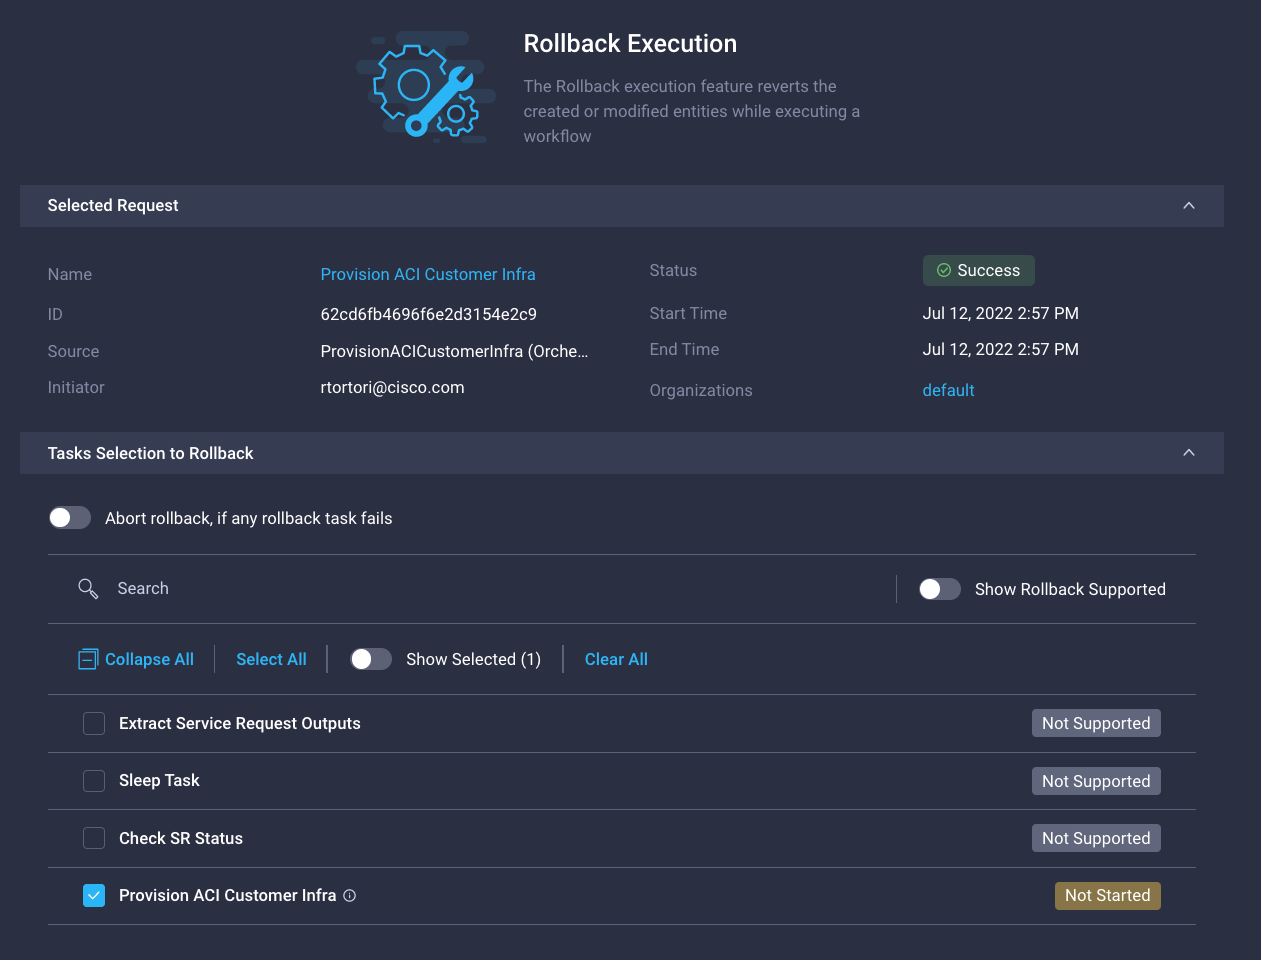 Rollback Execution
The Rollback execution feature reverts the
created or modified entities while executing a
workflow
Selected Request
Name
Provision ACI Customer Infra
ID
62cd6fb4696f6e2d3154e2c9
Source
ProvisionACICustomerInfra (Orche...
Initiator
rtortori@cisco.com
Status
Success
Start Time
Jul 12, 2022 2:57 PM
End Time
Jul 12, 2022 2:57 PM
Organizations
default
Tasks Selection to Rollback
Abort rollback, if any rollback task fails
Search
Show Rollback Supported
Collapse All
Select All
Show Selected (1)
Clear All
Extract Service Request Outputs
Not Supported
Sleep Task
Not Supported
Check SR Status
Not Supported
Provision ACI Customer Infra
Not Started